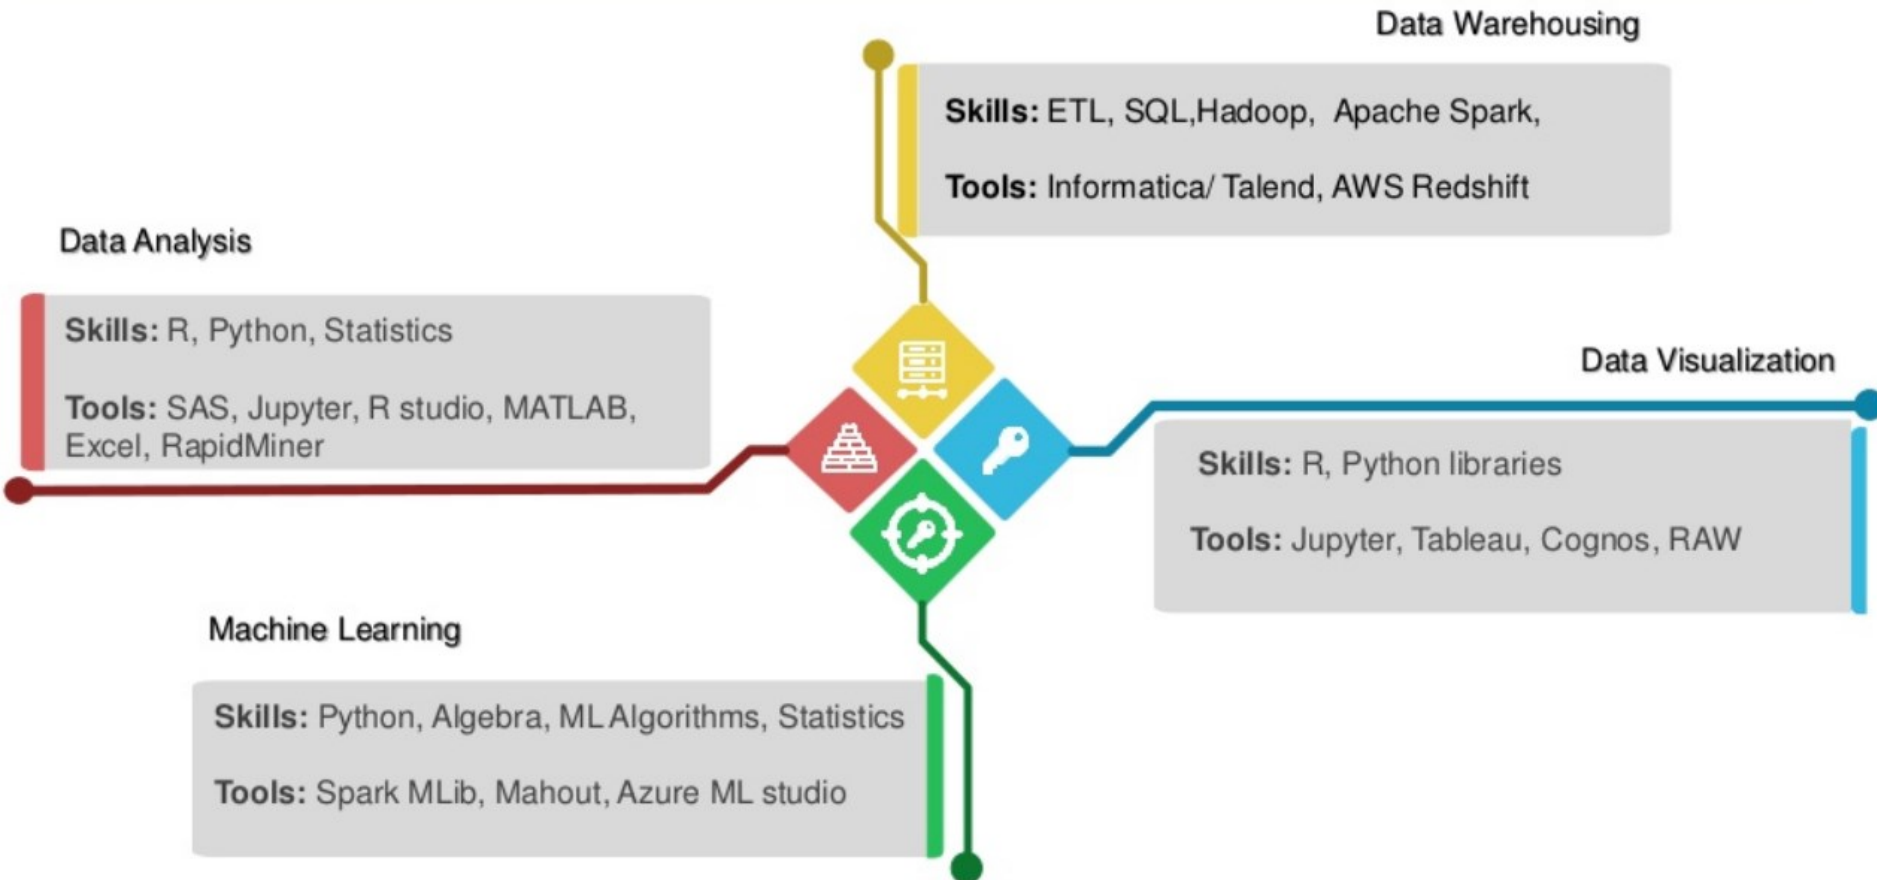 Data Warehousing
Skills: ETL, SQL,Hadoop, Apache Spark,
Tools: Informatica/ Talend, AWS Redshift
Data Analysis
Skills: R, Python, Statistics
Tools: SAS, Jupyter, R studio, MATLAB,
Excel, RapidMiner
Data Visualization
Skills: R, Python libraries
Tools: Jupyter, Tableau, Cognos, RAW
Machine Learning
Skills: Python, Algebra, ML Algorithms, Statistics
Tools: Spark MLib, Mahout, Azure ML studio